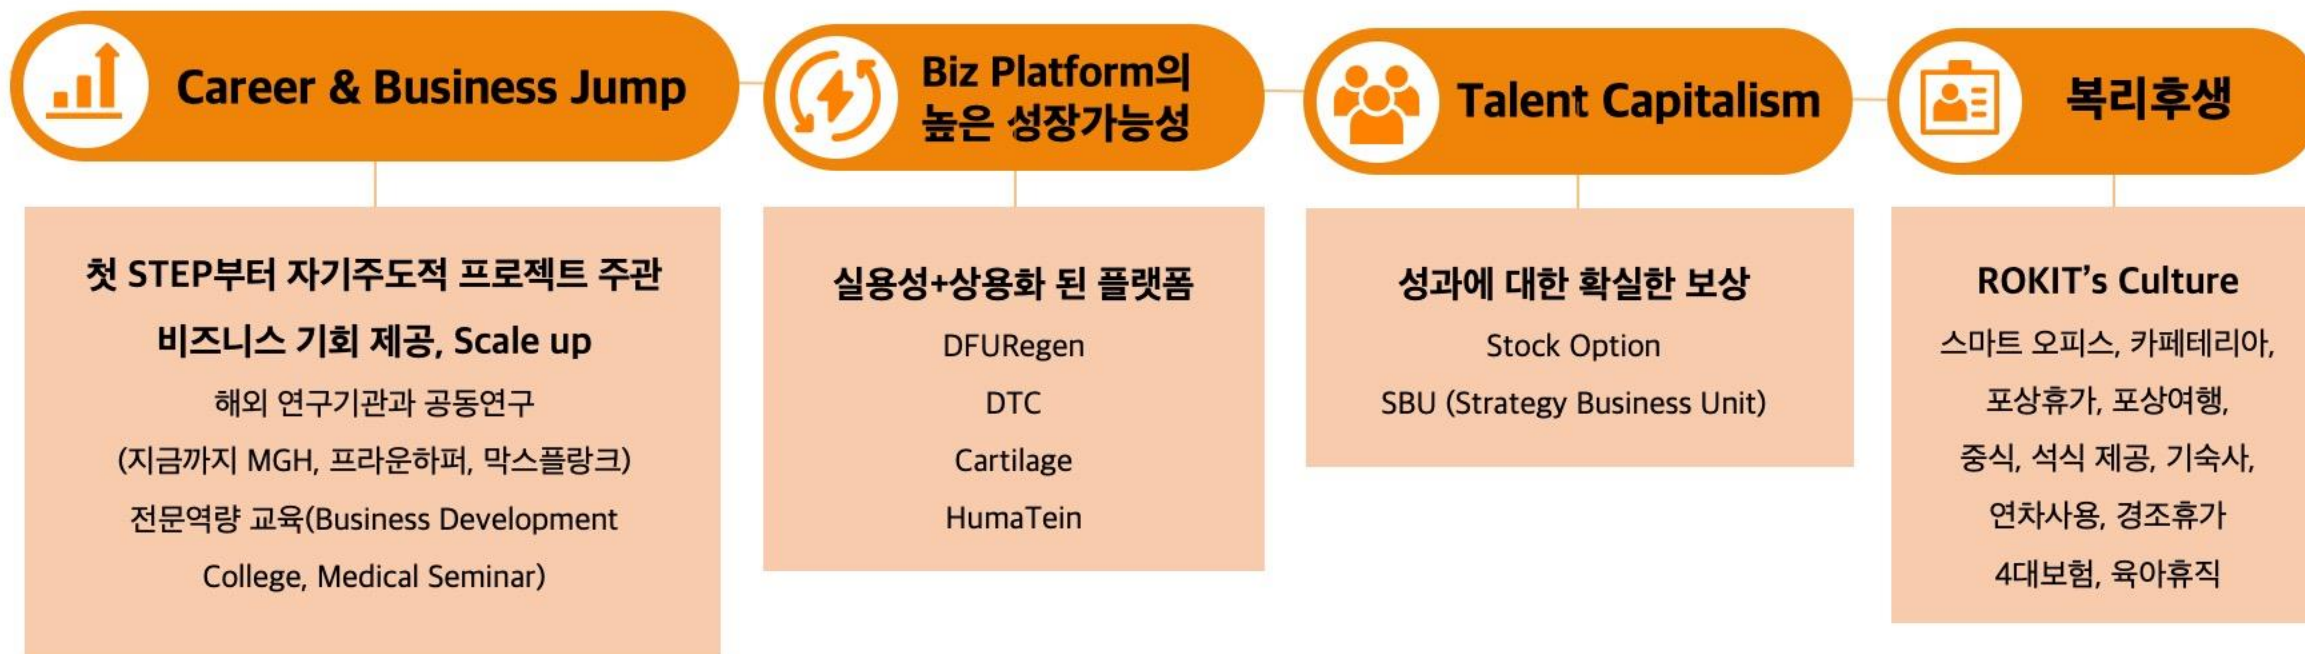 Career & Business Jump
첫 STEP부터 자기주도적 프로젝트 주관
비즈니스 기회 제공, Scale up
해외 연구기관과 공동연구
(지금까지 MGH, 프라운하퍼, 막스플랑크)
전문역량 교육(Business Development
College, Medical Seminar)
Biz Platform의
높은 성장가능성
실용성+상용화 된 플랫폼
DFURegen
DTC
Cartilage
HumaTein
Talent Capitalism
성과에 대한 확실한 보상
Stock Option
SBU (Strategy Business Unit)
복리후생
ROKIT’s Culture
스마트 오피스, 카페테리아,
포상휴가, 포상여행,
중식, 석식 제공, 기숙사,
연차사용, 경조휴가
4대보험, 육아휴직